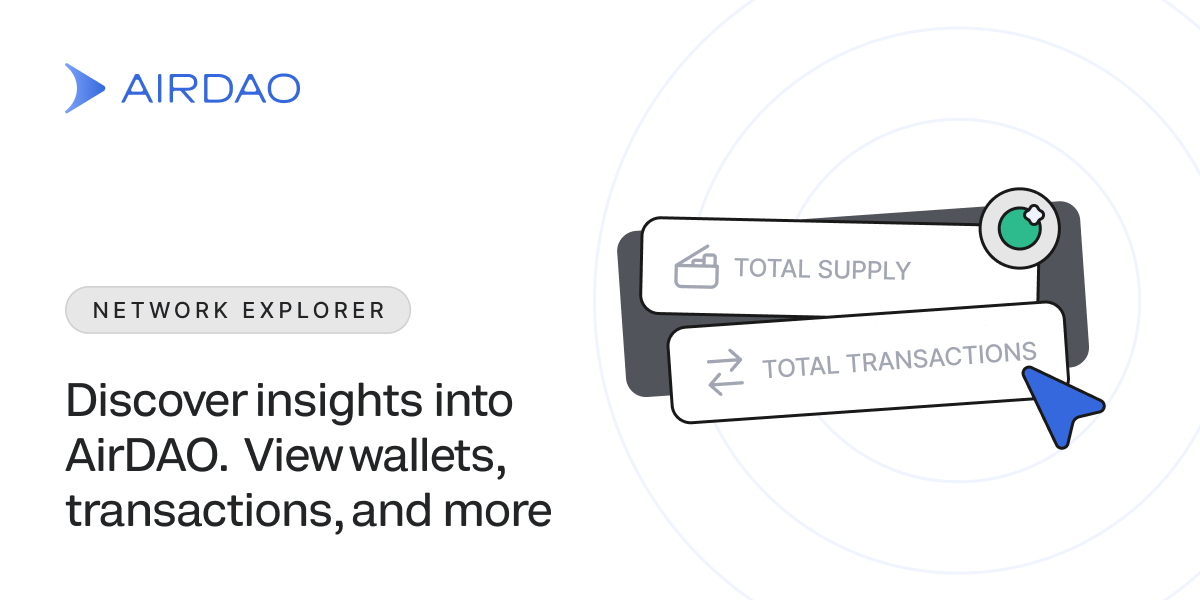 AIRDAO
NETWORK EXPLORER
Discover insights into
AirDAO. View wallets,
transactions, and more
TOTAL SUPPLY
TOTAL TRANSACTIONS